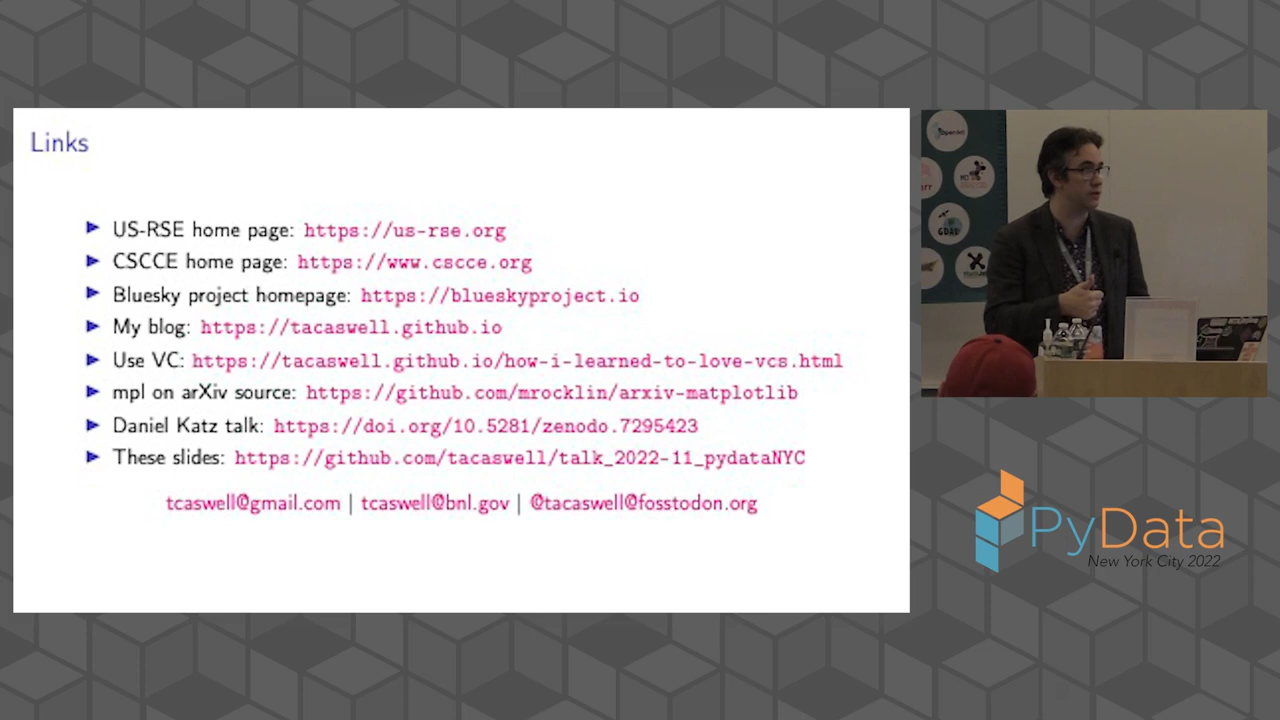 Links
US-RSE home page: https://us-rse.org
CSCCE home page: https://www.cscce.org
Bluesky project homepage: https://blueskyproject.io
My blog: https://tacaswell.github.io
Use VC: https://tacaswell.github.io/how-i-learned-to-love-vcs.html
mpl on arXiv source: https://github.com/mrocklin/arxiv-matplotlib
Daniel Katz talk: https://doi.org/10.5281/zenodo.7295423
These slides: https://github.com/tacaswell/talk_2022-11_pydataNYC
tcaswell@gmail.com | tcaswell@bnl.gov | @tacaswell@fosstodon.org
GDAL
PyData
New York City 2022